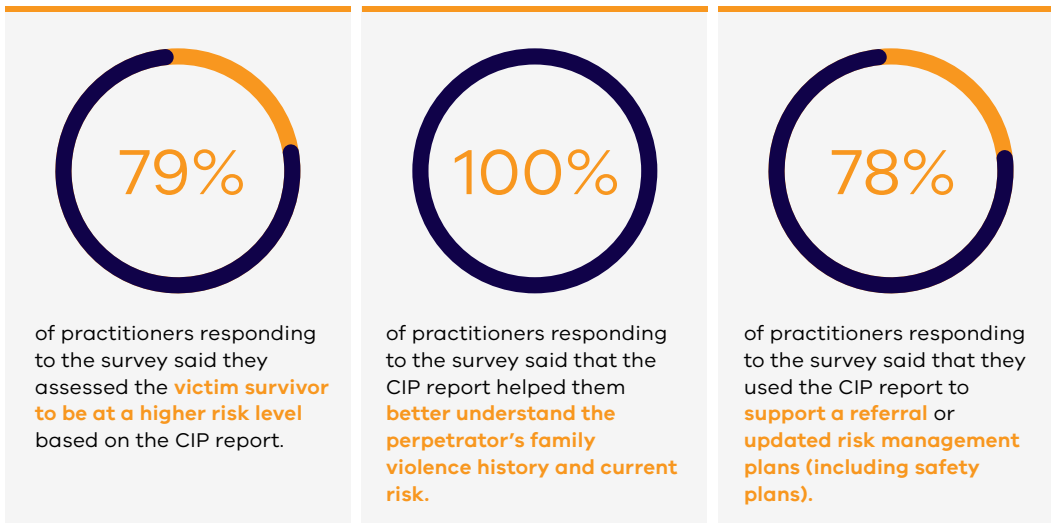 79%
of practitioners responding
to the survey said they
assessed the victim survivor
to be at a higher risk level
based on the CIP report.
100%
of practitioners responding
to the survey said that the
CIP report helped them
better understand the
perpetrator’s family
violence history and current
risk.
78%
of practitioners responding
to the survey said that they
used the CIP report to
support a referral or
updated risk management
plans (including safety
plans).